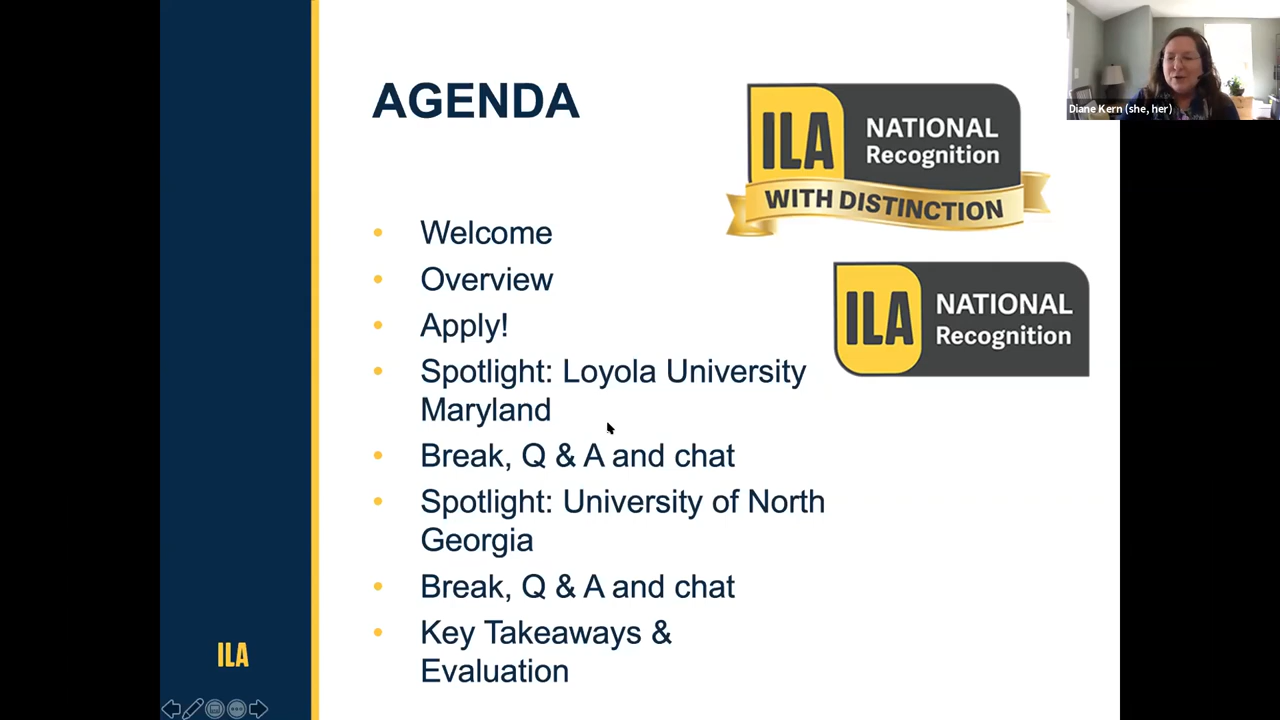 AGENDA
ILA
NATIONAL
Recognition
WITH DISTINCTION
Diane Kern (she, her)
• Welcome
• Overview
• Apply!
• Spotlight: Loyola University
Maryland
• Break, Q & A and chat
• Spotlight: University of North
Georgia
• Break, Q & A and chat
• Key Takeaways &
Evaluation
ILA
NATIONAL
Recognition
ILA